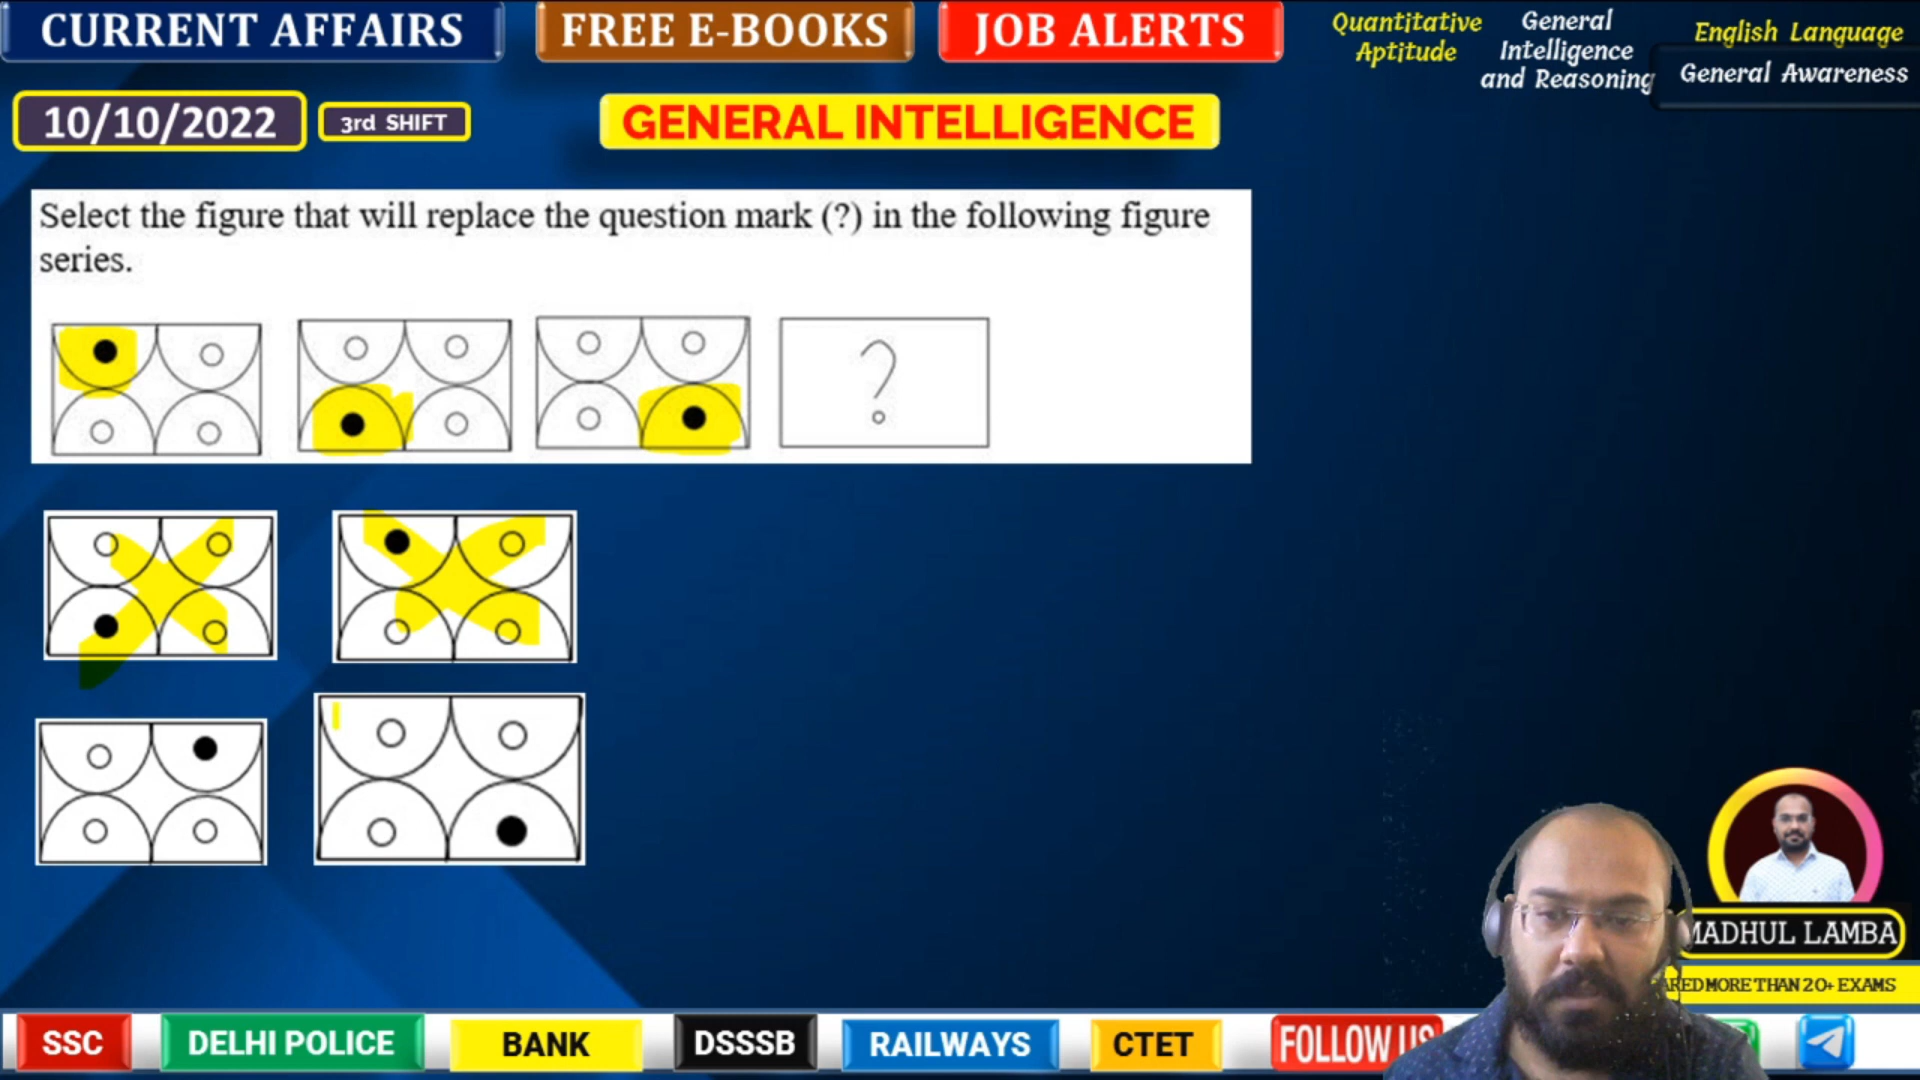 CURRENT AFFAIRS
FREE E-BOOKS
JOB ALERTS
Quantitative
Aptitude
General
Intelligence
and Reasoning
English Language
General Awareness
10/10/2022
3rd SHIFT
GENERAL INTELLIGENCE
Select the figure that will replace the question mark (?) in the following figure
series.
?
MADHUL LAMBA
MORE THAN 20+ EXAMS
SSC
DELHI POLICE
BANK
DSSSB
RAILWAYS
CTET
FOLLOW US